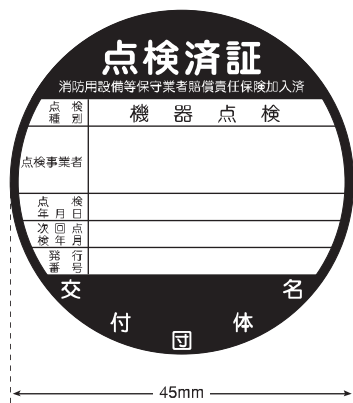 点検済証
消防用設備等保守業者賠償責任保険加入済
点検種別 機器点検
点検事業者
点検年月日
次回点検年月
発行番号
交付団体名
45mm